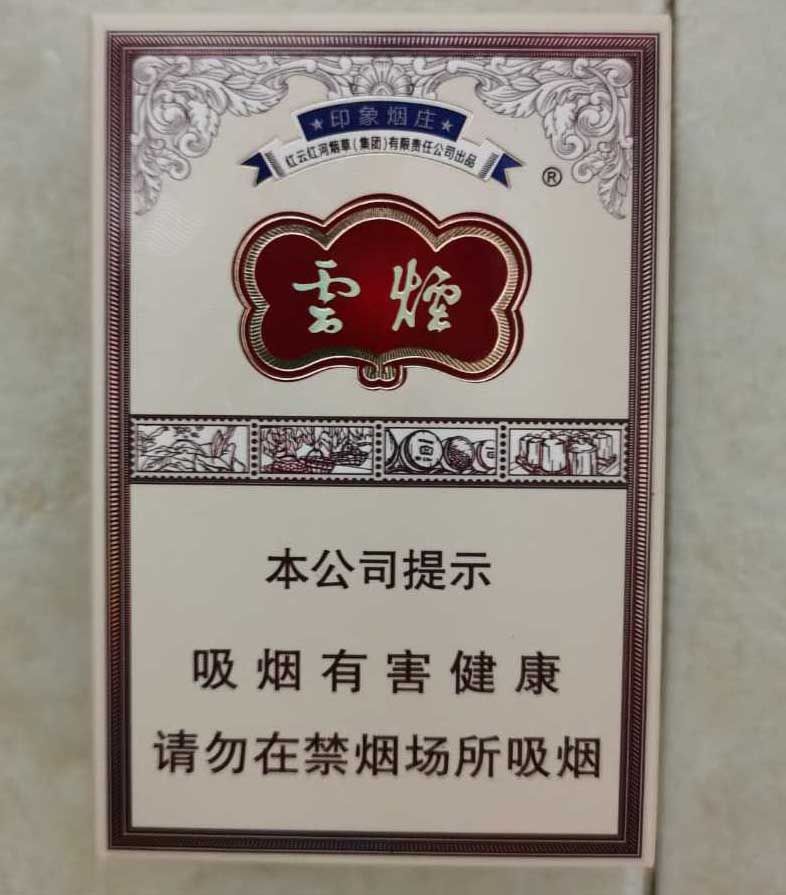 ★印象烟庄★
红云红河烟草(集团)有限责任公司出品
®
雲煙
本公司提示
吸烟有害健康
请勿在禁烟场所吸烟